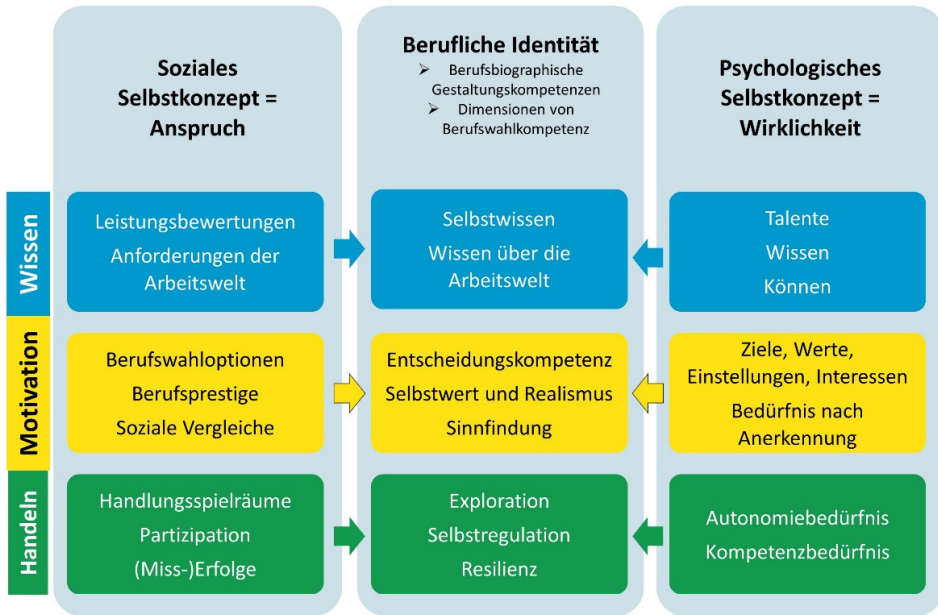 Soziales
Selbstkonzept =
Anspruch
Berufliche Identität
➢ Berufsbiographische
Gestaltungskompetenzen
➢ Dimensionen von
Berufswahlkompetenz
Psychologisches
Selbstkonzept =
Wirklichkeit
Wissen
Leistungsbewertungen
Anforderungen der
Arbeitswelt
Selbstwissen
Wissen über die
Arbeitswelt
Talente
Wissen
Können
Motivation
Berufswahloptionen
Berufsprestige
Soziale Vergleiche
Entscheidungskompetenz
Selbstwert und Realismus
Sinnfindung
Ziele, Werte,
Einstellungen, Interessen
Bedürfnis nach
Anerkennung
Handeln
Handlungsspielräume
Partizipation
(Miss-)Erfolge
Exploration
Selbstregulation
Resilienz
Autonomiebedürfnis
Kompetenzbedürfnis